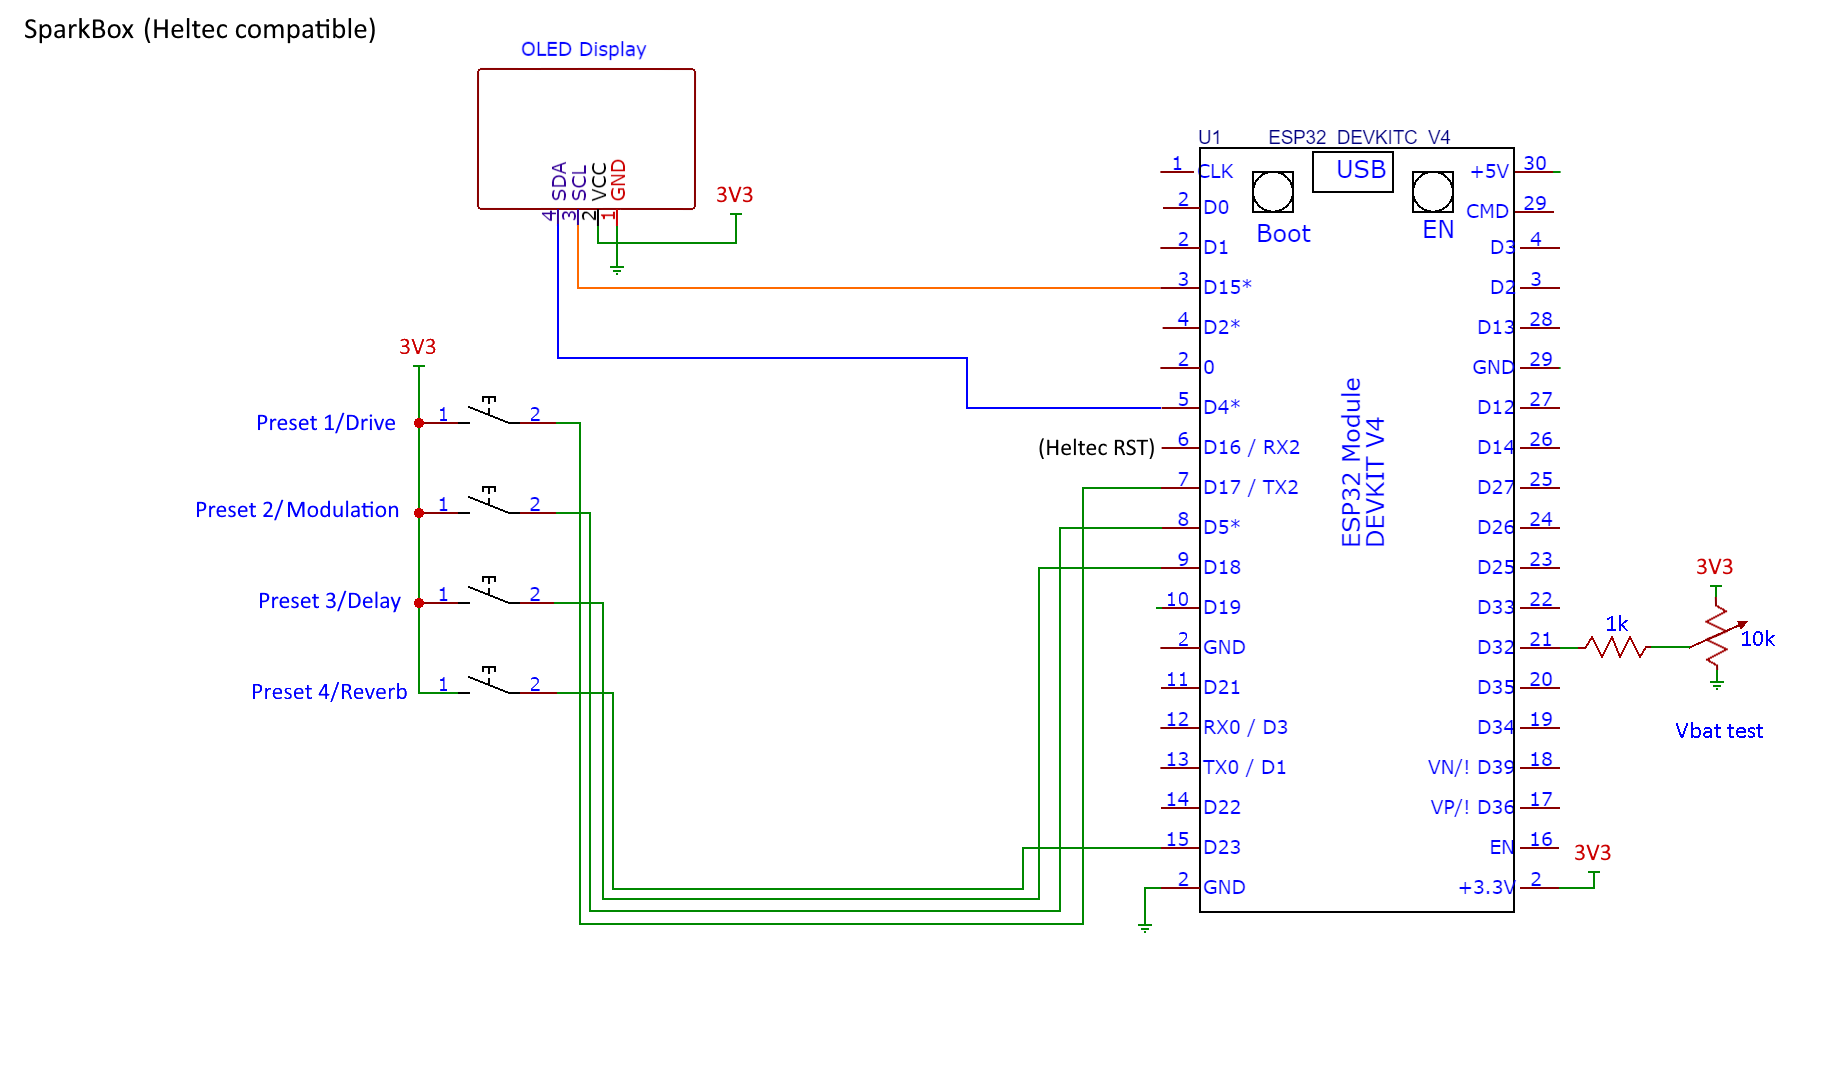 SparkBox (Heltec compatible)
OLED Display
SDA
SCL
VCC
GND
4
3
2
1
3V3
3V3
Preset 1/Drive
1
2
Preset 2/Modulation
1
2
Preset 3/Delay
1
2
Preset 4/Reverb
1
2
U1
ESP32 DEVKITC V4
USB
Boot
EN
ESP32 Module
DEVKIT V4
1 CLK
2 D0
2 D1
3 D15*
4 D2*
2 0
5 D4*
(Heltec RST) 6 D16 / RX2
7 D17 / TX2
8 D5*
9 D18
10 D19
2 GND
11 D21
12 RX0 / D3
13 TX0 / D1
14 D22
15 D23
2 GND
+5V 30
CMD 29
D3 4
D2 3
D13 28
GND 29
D12 27
D14 26
D27 25
D26 24
D25 23
D33 22
D32 21
D35 20
D34 19
VN/! D39 18
VP/! D36 17
EN 16
+3.3V 2
3V3
1k
3V3
10k
Vbat test